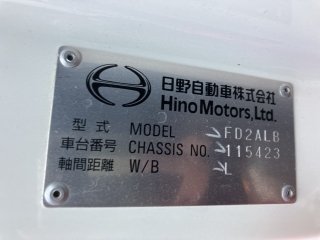 日野自動車株式会社
Hino Motors, Ltd.
型式 MODEL FD2ALB
車台番号 CHASSIS NO. 115423
軸間距離 W/B L